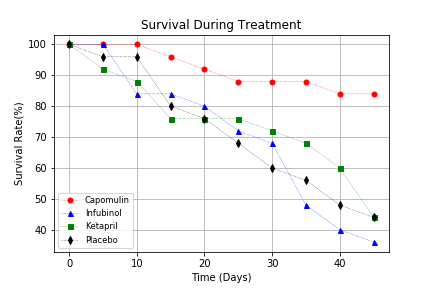 Survival During Treatment
100
90
80
70
60
50
40
Survival Rate(%)
Capomulin
Infubinol
Ketapril
Placebo
0 10 20 30 40
Time (Days)